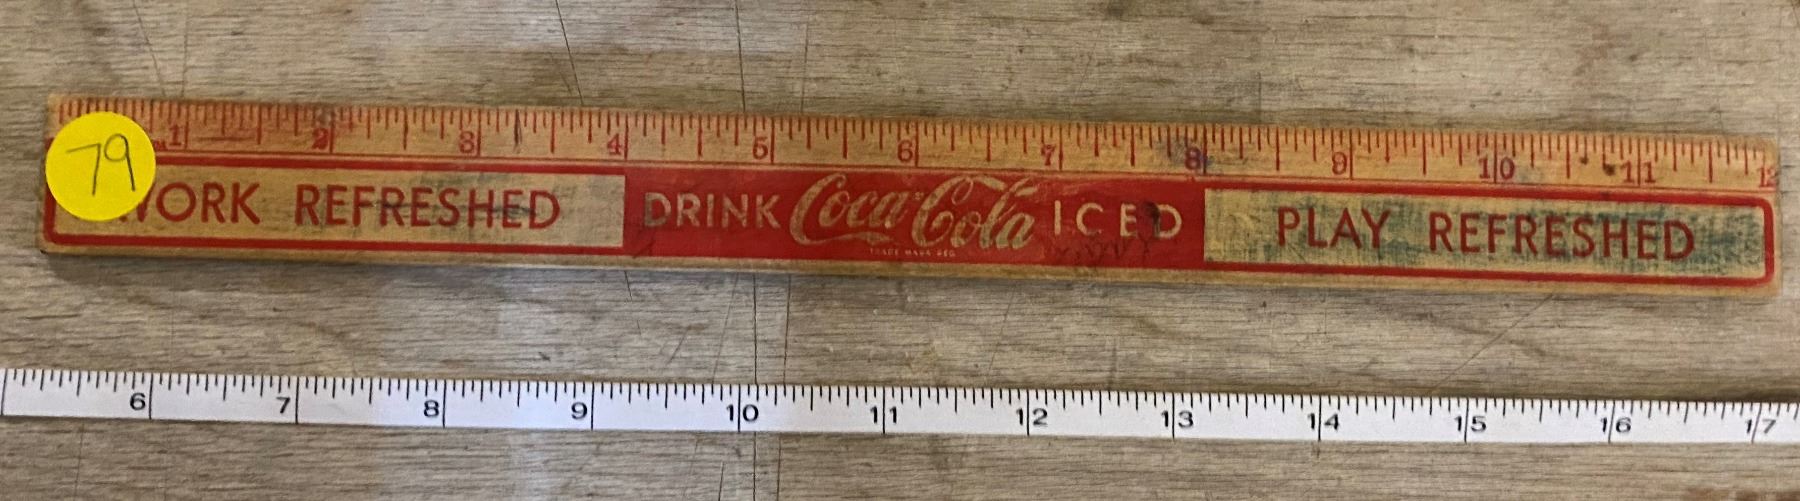 1 2 3 4 5 6 7 8 9 10 11 12
79
WORK REFRESHED DRINK Coca-Cola ICED PLAY REFRESHED
TRADE MARK REG
6 7 8 9 10 11 12 13 14 15 16 17